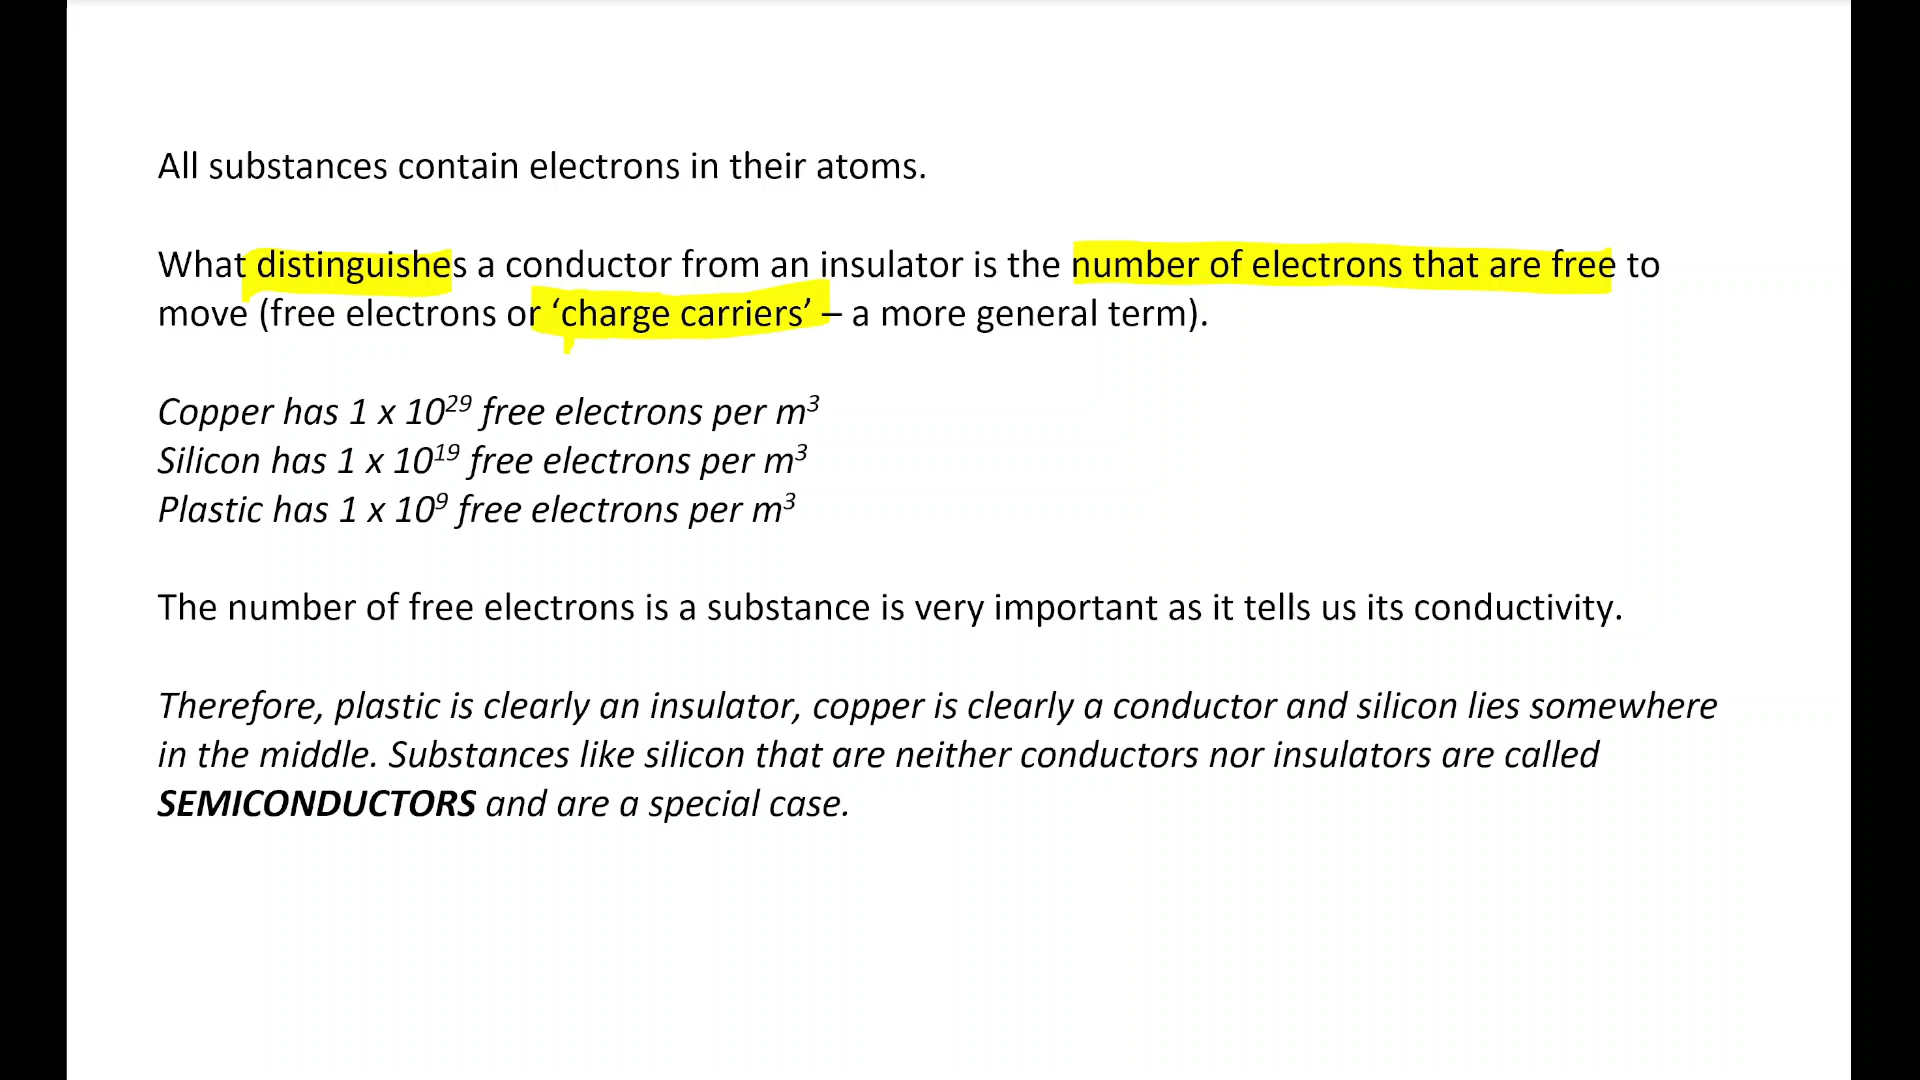 All substances contain electrons in their atoms.
What distinguishes a conductor from an insulator is the number of electrons that are free to
move (free electrons or ‘charge carriers’ – a more general term).
Copper has 1 x 10²⁹ free electrons per m³
Silicon has 1 x 10¹⁹ free electrons per m³
Plastic has 1 x 10⁹ free electrons per m³
The number of free electrons is a substance is very important as it tells us its conductivity.
Therefore, plastic is clearly an insulator, copper is clearly a conductor and silicon lies somewhere
in the middle. Substances like silicon that are neither conductors nor insulators are called
SEMICONDUCTORS and are a special case.